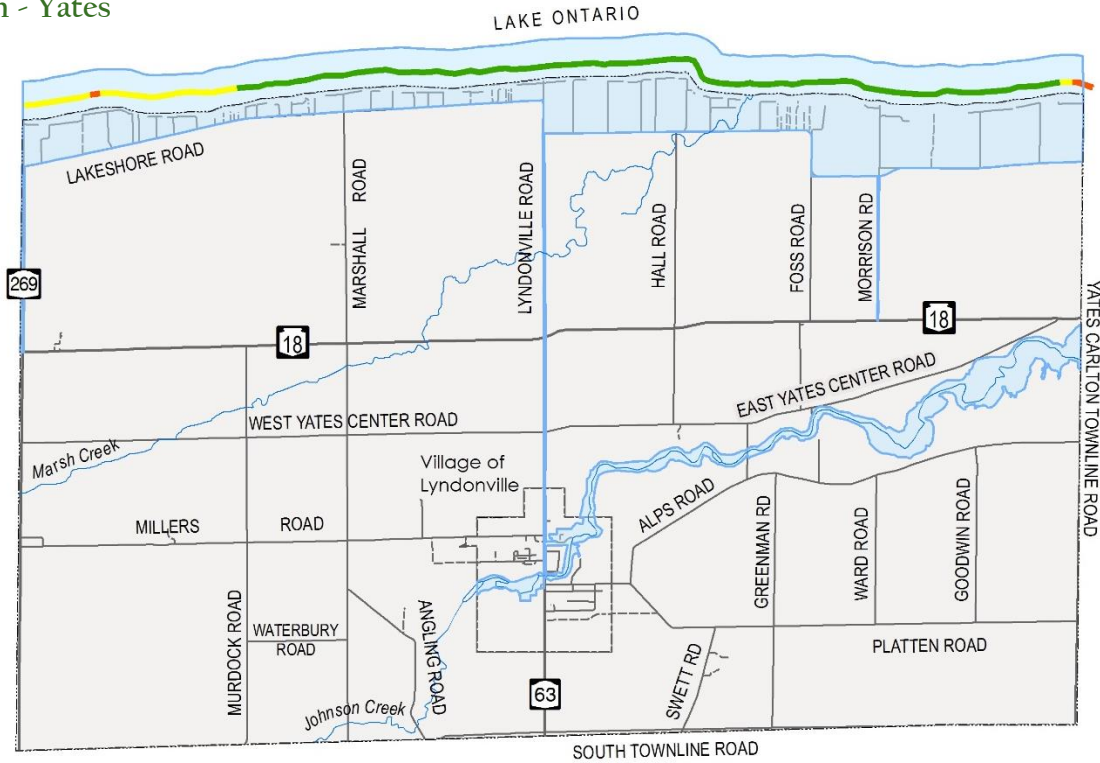 - Yates
LAKE ONTARIO
LAKESHORE ROAD
MARSHALL ROAD
LYNDONVILLE ROAD
HALL ROAD
FOSS ROAD
MORRISON RD
269
18
18
YATES CARLTON TOWNLINE ROAD
EAST YATES CENTER ROAD
WEST YATES CENTER ROAD
Marsh Creek
Village of
Lyndonville
MILLERS ROAD
ALPS ROAD
GREENMAN RD
WARD ROAD
GOODWIN ROAD
MURDOCK ROAD
WATERBURY
ROAD
ANGLING ROAD
PLATTEN ROAD
SWETT RD
63
Johnson Creek
SOUTH TOWNLINE ROAD